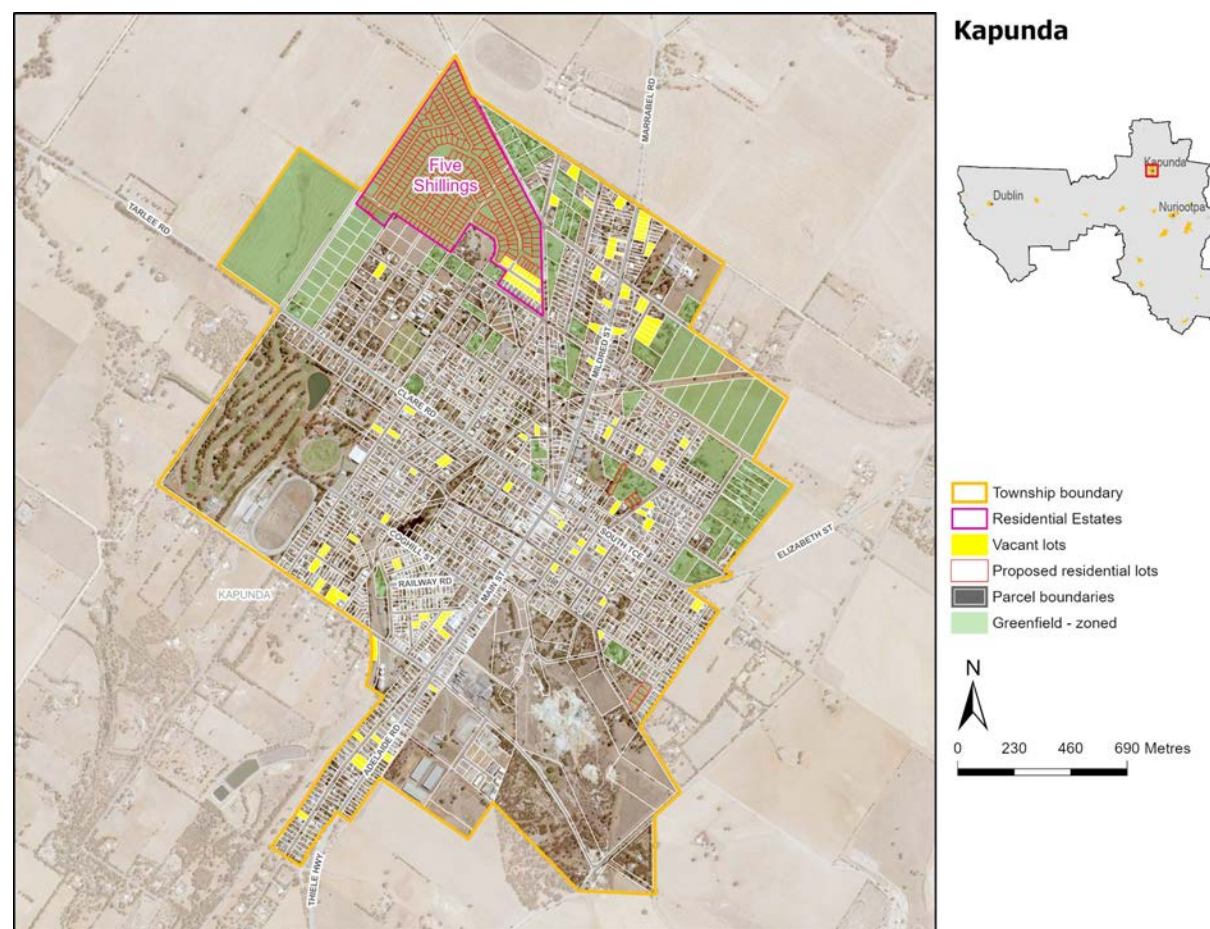 Kapunda
MARRABEL RD
Five
Shillings
TARLEE RD
MILDRED ST
CLARE RD
SOUTH TCE
ELIZABETH ST
COGHILL ST
RAILWAY RD
MAIN ST
KAPUNDA
ADELAIDE RD
THIELE HWY
Kapunda
Dublin
Nuriootpa
Township boundary
Residential Estates
Vacant lots
Proposed residential lots
Parcel boundaries
Greenfield - zoned
N
0 230 460 690 Metres